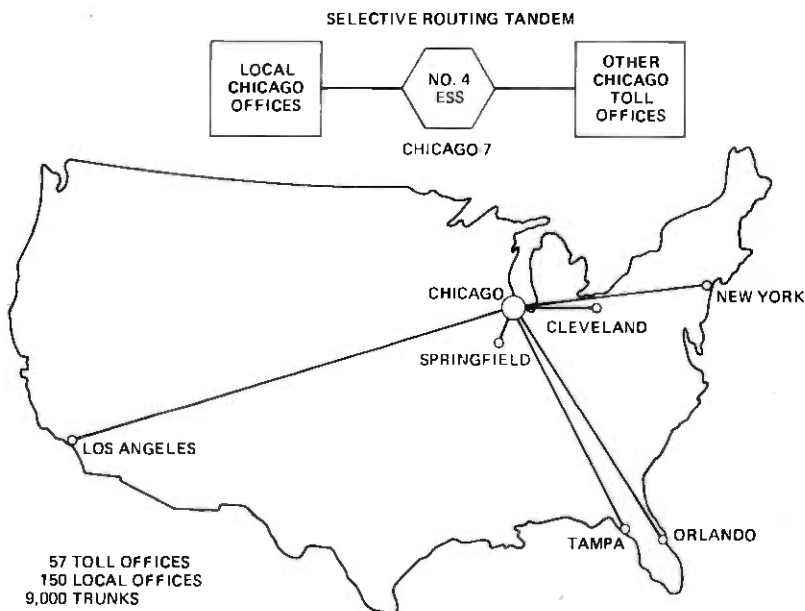 SELECTIVE ROUTING TANDEM
LOCAL
CHICAGO
OFFICES
NO. 4
ESS
OTHER
CHICAGO
TOLL
OFFICES
CHICAGO 7
CHICAGO
NEW YORK
CLEVELAND
SPRINGFIELD
LOS ANGELES
TAMPA
ORLANDO
57 TOLL OFFICES
150 LOCAL OFFICES
9,000 TRUNKS